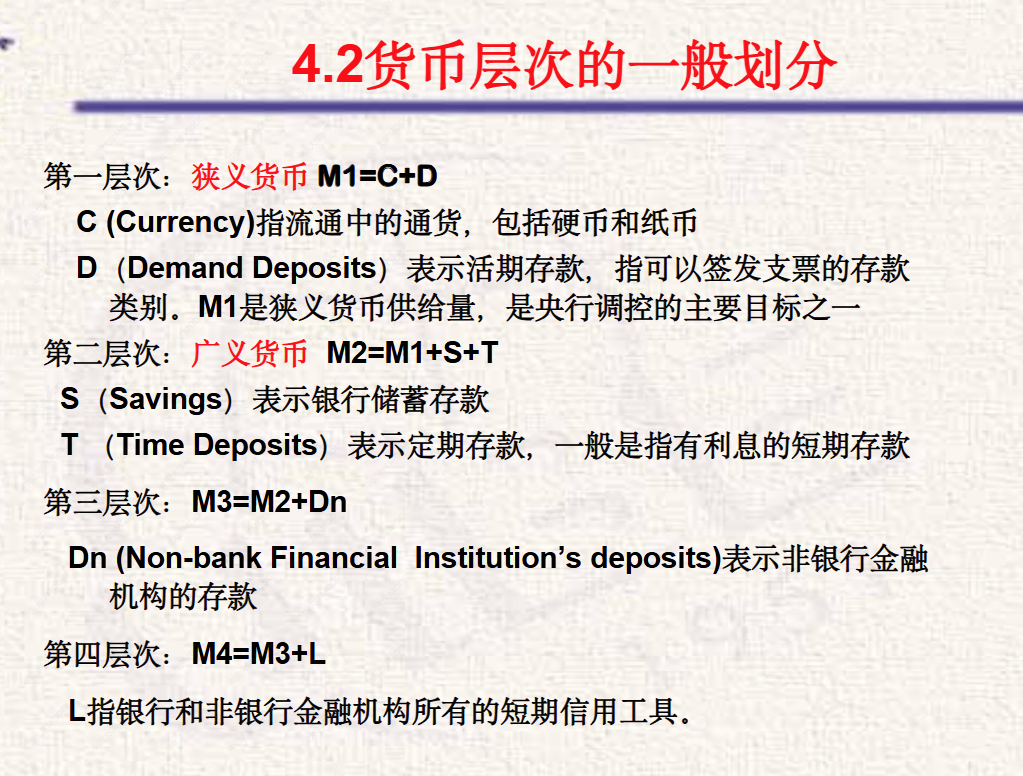 4.2货币层次的一般划分
第一层次：狭义货币 M1=C+D
C (Currency)指流通中的通货，包括硬币和纸币
D（Demand Deposits）表示活期存款，指可以签发支票的存款
类别。M1是狭义货币供给量，是央行调控的主要目标之一
第二层次：广义货币 M2=M1+S+T
S（Savings）表示银行储蓄存款
T （Time Deposits）表示定期存款，一般是指有利息的短期存款
第三层次：M3=M2+Dn
Dn (Non-bank Financial Institution’s deposits)表示非银行金融
机构的存款
第四层次：M4=M3+L
L指银行和非银行金融机构所有的短期信用工具。